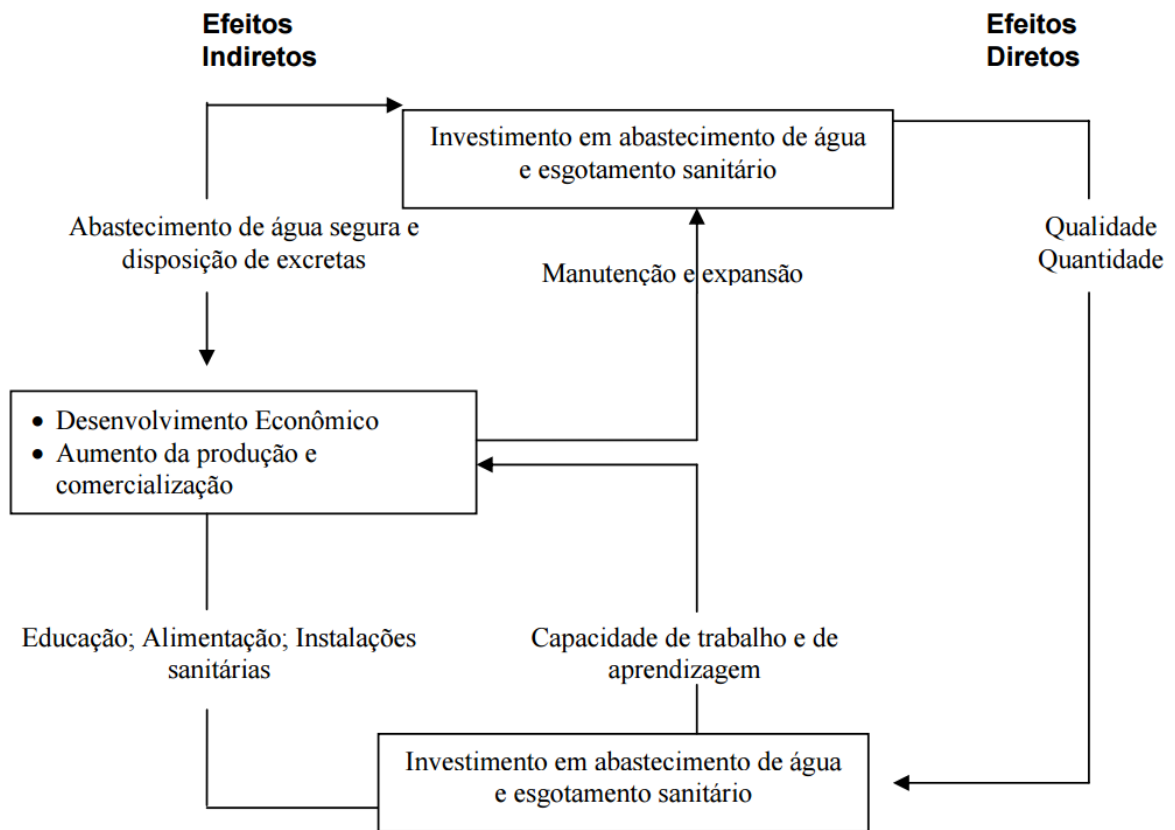 Efeitos
Indiretos
Efeitos
Diretos
Investimento em abastecimento de água
e esgotamento sanitário
Abastecimento de água segura e
disposição de excretas
Qualidade
Quantidade
Manutenção e expansão
• Desenvolvimento Econômico
• Aumento da produção e
comercialização
Educação; Alimentação; Instalações
sanitárias
Capacidade de trabalho e de
aprendizagem
Investimento em abastecimento de água
e esgotamento sanitário